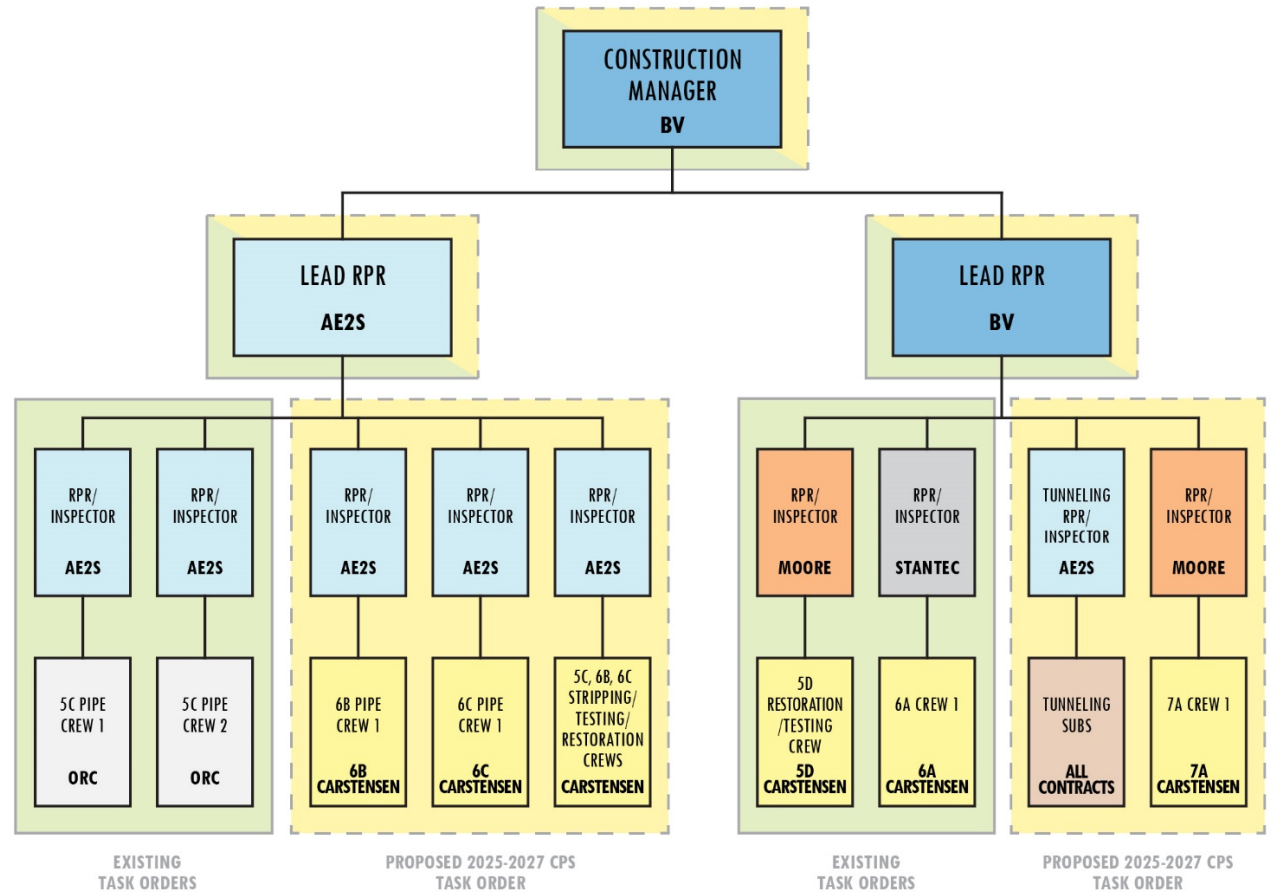 CONSTRUCTION
MANAGER
BV
LEAD RPR
AE2S
LEAD RPR
BV
RPR/
INSPECTOR
AE2S
RPR/
INSPECTOR
AE2S
RPR/
INSPECTOR
AE2S
RPR/
INSPECTOR
AE2S
RPR/
INSPECTOR
AE2S
RPR/
INSPECTOR
MOORE
RPR/
INSPECTOR
STANTEC
TUNNELING
RPR/
INSPECTOR
AE2S
RPR/
INSPECTOR
MOORE
5C PIPE
CREW 1
ORC
5C PIPE
CREW 2
ORC
6B PIPE
CREW 1
6B
CARSTENSEN
6C PIPE
CREW 1
6C
CARSTENSEN
5C, 6B, 6C
STRIPPING/
TESTING/
RESTORATION
CREWS
CARSTENSEN
5D
RESTORATION
/TESTING
CREW
5D
CARSTENSEN
6A CREW 1
6A
CARSTENSEN
TUNNELING
SUBS
ALL
CONTRACTS
7A CREW 1
7A
CARSTENSEN
EXISTING
TASK ORDERS
PROPOSED 2025-2027 CPS
TASK ORDER
EXISTING
TASK ORDERS
PROPOSED 2025-2027 CPS
TASK ORDER